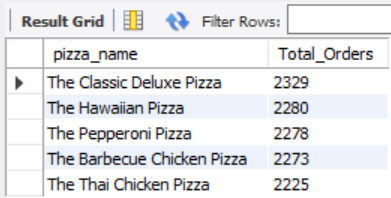 Result Grid Filter Rows:
pizza_name Total_Orders
The Classic Deluxe Pizza 2329
The Hawaiian Pizza 2280
The Pepperoni Pizza 2278
The Barbecue Chicken Pizza 2273
The Thai Chicken Pizza 2225